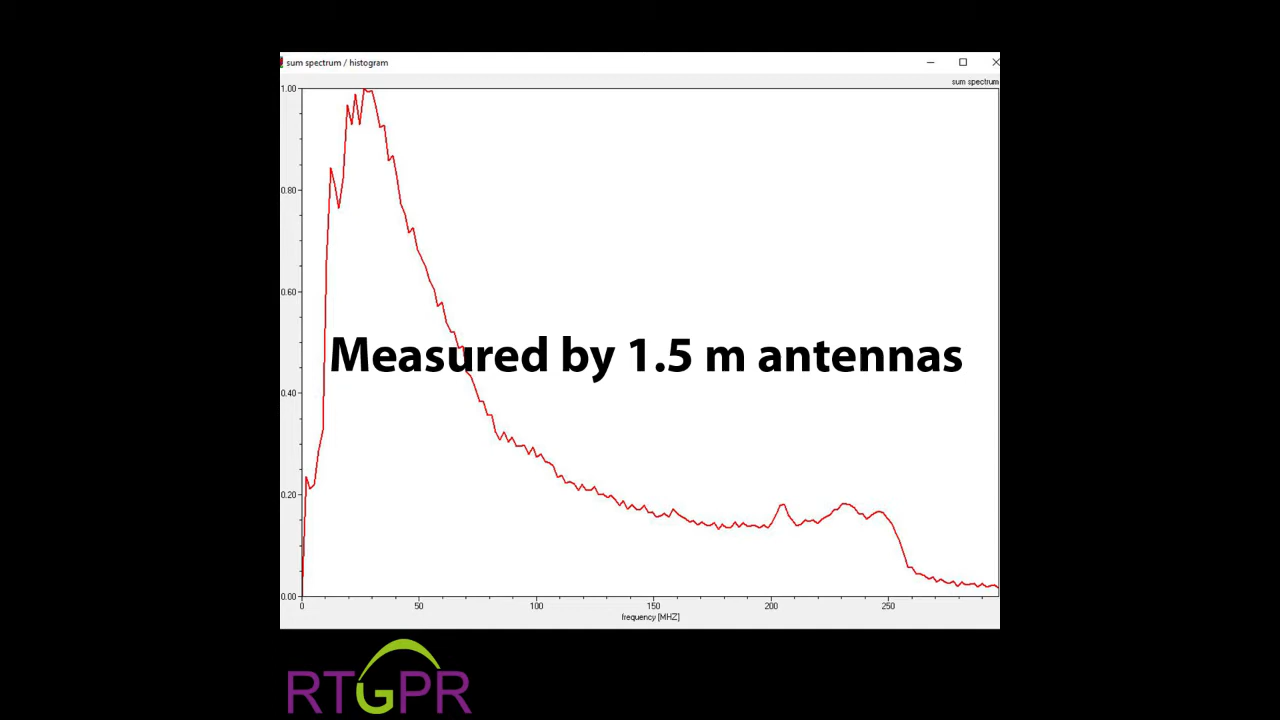 sum spectrum / histogram
sum spectrum
1.00
0.80
0.60
Measured by 1.5 m antennas
0.40
0.20
0.00
0 50 100 150 200 250
frequency [MHZ]
RTGPR